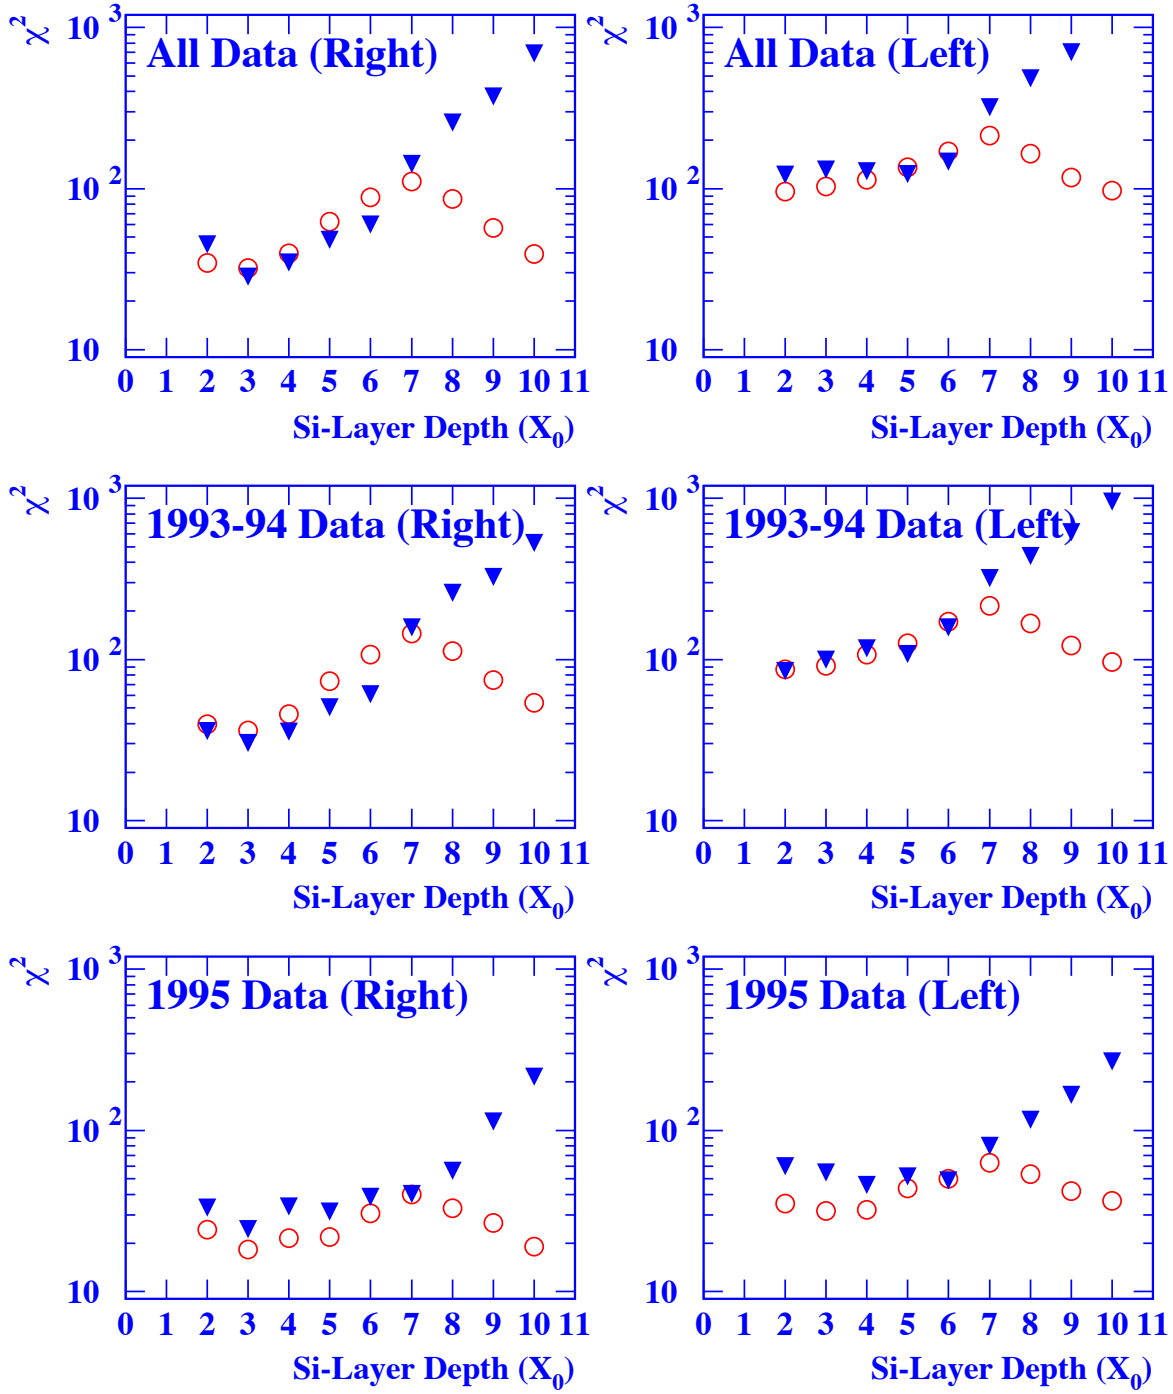 χ²
10³
All Data (Right)
10²
10
0 1 2 3 4 5 6 7 8 9 10 11
Si-Layer Depth (X₀)
χ²
10³
All Data (Left)
10²
10
0 1 2 3 4 5 6 7 8 9 10 11
Si-Layer Depth (X₀)
χ²
10³
1993-94 Data (Right)
10²
10
0 1 2 3 4 5 6 7 8 9 10 11
Si-Layer Depth (X₀)
χ²
10³
1993-94 Data (Left)
10²
10
0 1 2 3 4 5 6 7 8 9 10 11
Si-Layer Depth (X₀)
χ²
10³
1995 Data (Right)
10²
10
0 1 2 3 4 5 6 7 8 9 10 11
Si-Layer Depth (X₀)
χ²
10³
1995 Data (Left)
10²
10
0 1 2 3 4 5 6 7 8 9 10 11
Si-Layer Depth (X₀)